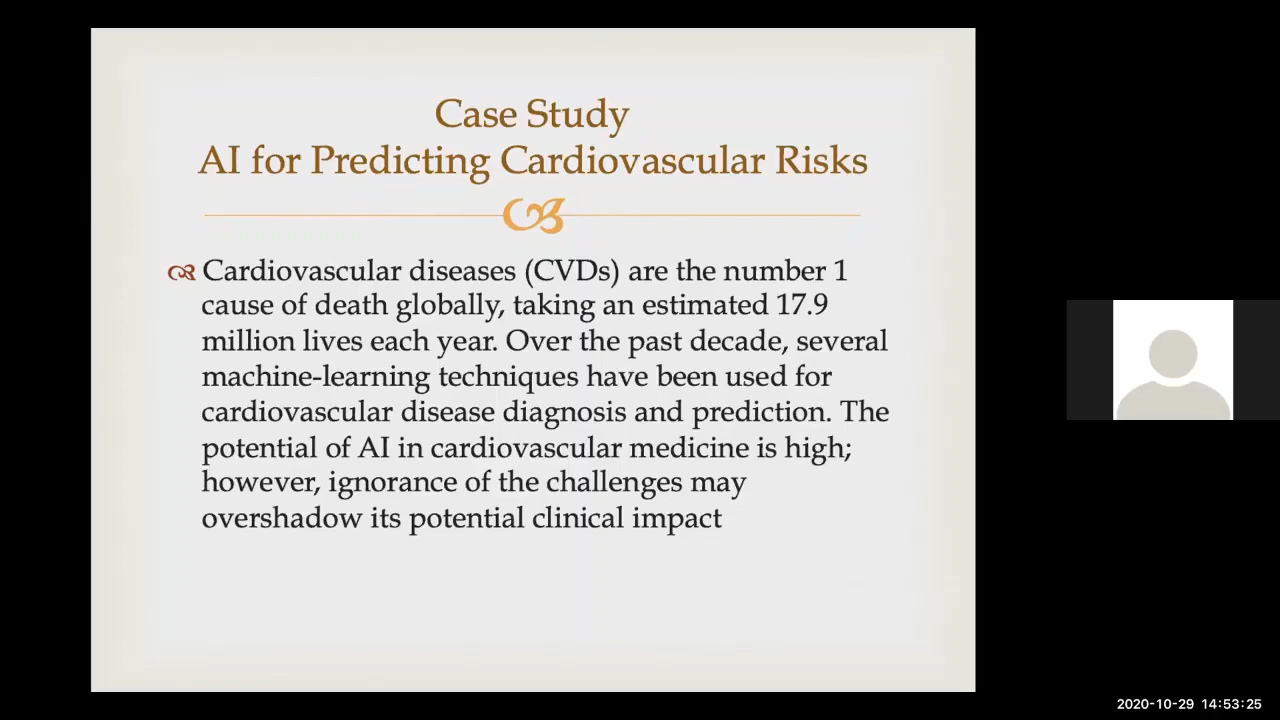 Case Study
AI for Predicting Cardiovascular Risks
Cardiovascular diseases (CVDs) are the number 1
cause of death globally, taking an estimated 17.9
million lives each year. Over the past decade, several
machine-learning techniques have been used for
cardiovascular disease diagnosis and prediction. The
potential of AI in cardiovascular medicine is high;
however, ignorance of the challenges may
overshadow its potential clinical impact
2020-10-29 14:53:25